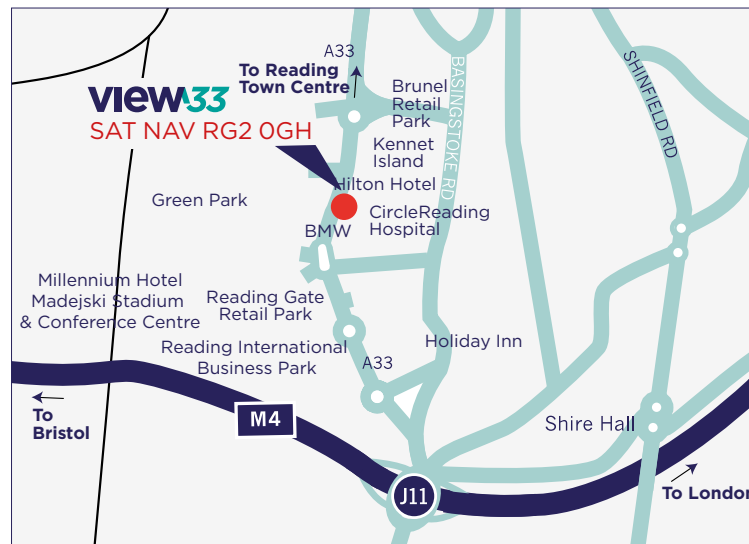 A33
To Reading
Town Centre
BASINGSTOKE RD
SHINFIELD RD
VIEW33
SAT NAV RG2 0GH
Brunel
Retail
Park
Kennet
Island
Hilton Hotel
Green Park
CircleReading
Hospital
BMW
Millennium Hotel
Madejski Stadium
& Conference Centre
Reading Gate
Retail Park
Reading International
Business Park
A33
Holiday Inn
To
Bristol
M4
Shire Hall
J11
To London